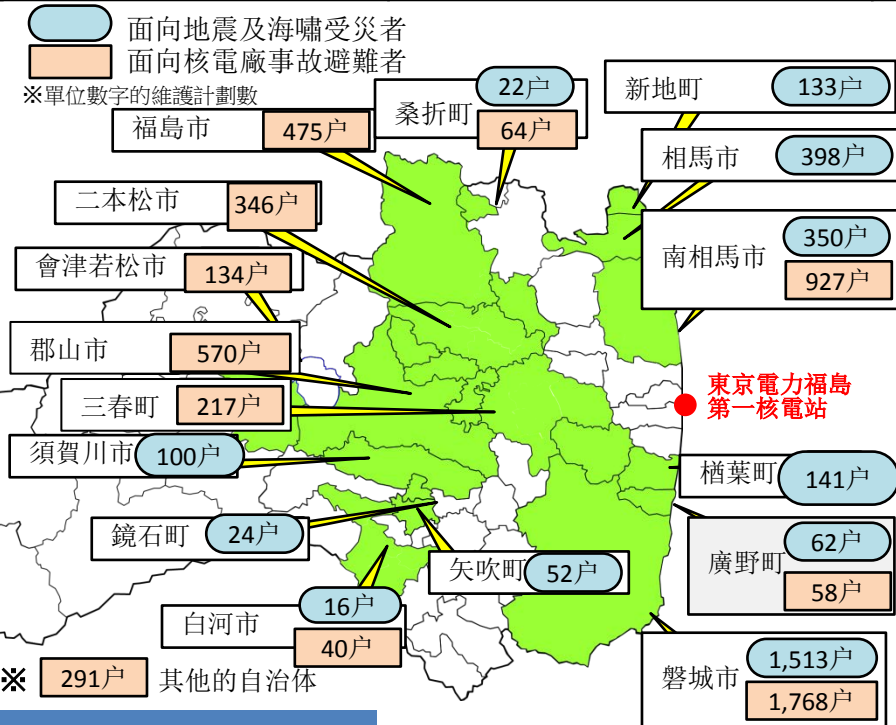 面向地震及海嘯受災者
面向核電廠事故避難者
※單位數字的維護計劃數
福島市
475户
桑折町
22户
64户
新地町
133户
相馬市
398户
二本松市
346户
南相馬市
350户
927户
會津若松市
134户
郡山市
570户
三春町
217户
東京電力福島
第一核電站
須賀川市
100户
楢葉町
141户
鏡石町
24户
矢吹町
52户
廣野町
62户
58户
白河市
16户
40户
磐城市
1,513户
1,768户
※ 291户 其他的自治体